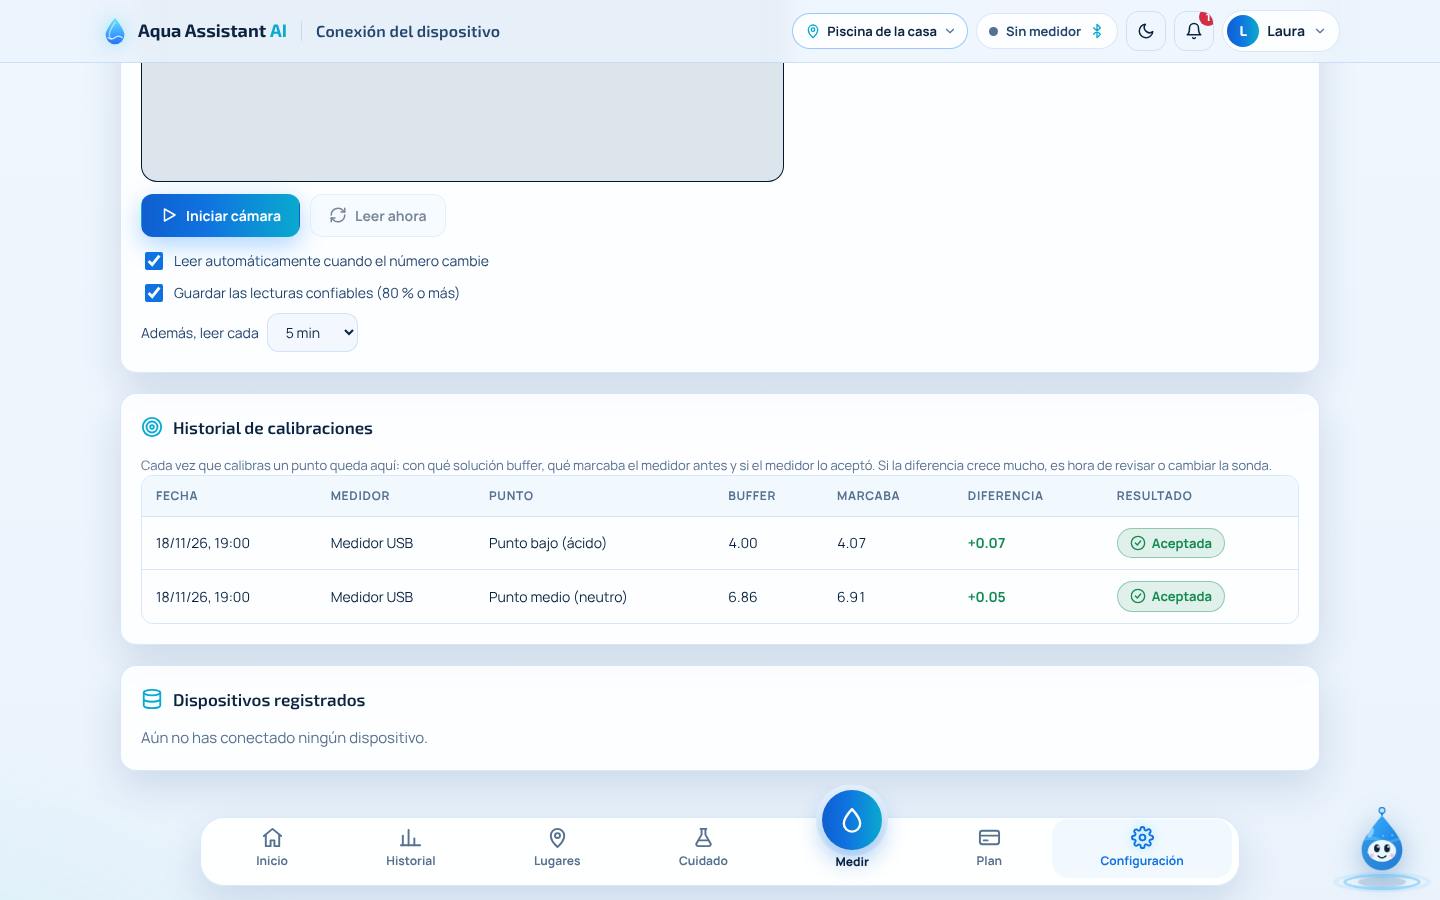 Aqua Assistant AI
Conexión del dispositivo
Piscina de la casa
Sin medidor
L
Laura
Iniciar cámara
Leer ahora
Leer automáticamente cuando el número cambie
Guardar las lecturas confiables (80 % o más)
Además, leer cada
5 min
Historial de calibraciones
Cada vez que calibras un punto queda aquí: con qué solución buffer, qué marcaba el medidor antes y si el medidor lo aceptó. Si la diferencia crece mucho, es hora de revisar o cambiar la sonda.
FECHA MEDIDOR PUNTO BUFFER MARCABA DIFERENCIA RESULTADO
18/11/26, 19:00 Medidor USB Punto bajo (ácido) 4.00 4.07 +0.07 Aceptada
18/11/26, 19:00 Medidor USB Punto medio (neutro) 6.86 6.91 +0.05 Aceptada
Dispositivos registrados
Aún no has conectado ningún dispositivo.
Inicio
Historial
Lugares
Cuidado
Medir
Plan
Configuración